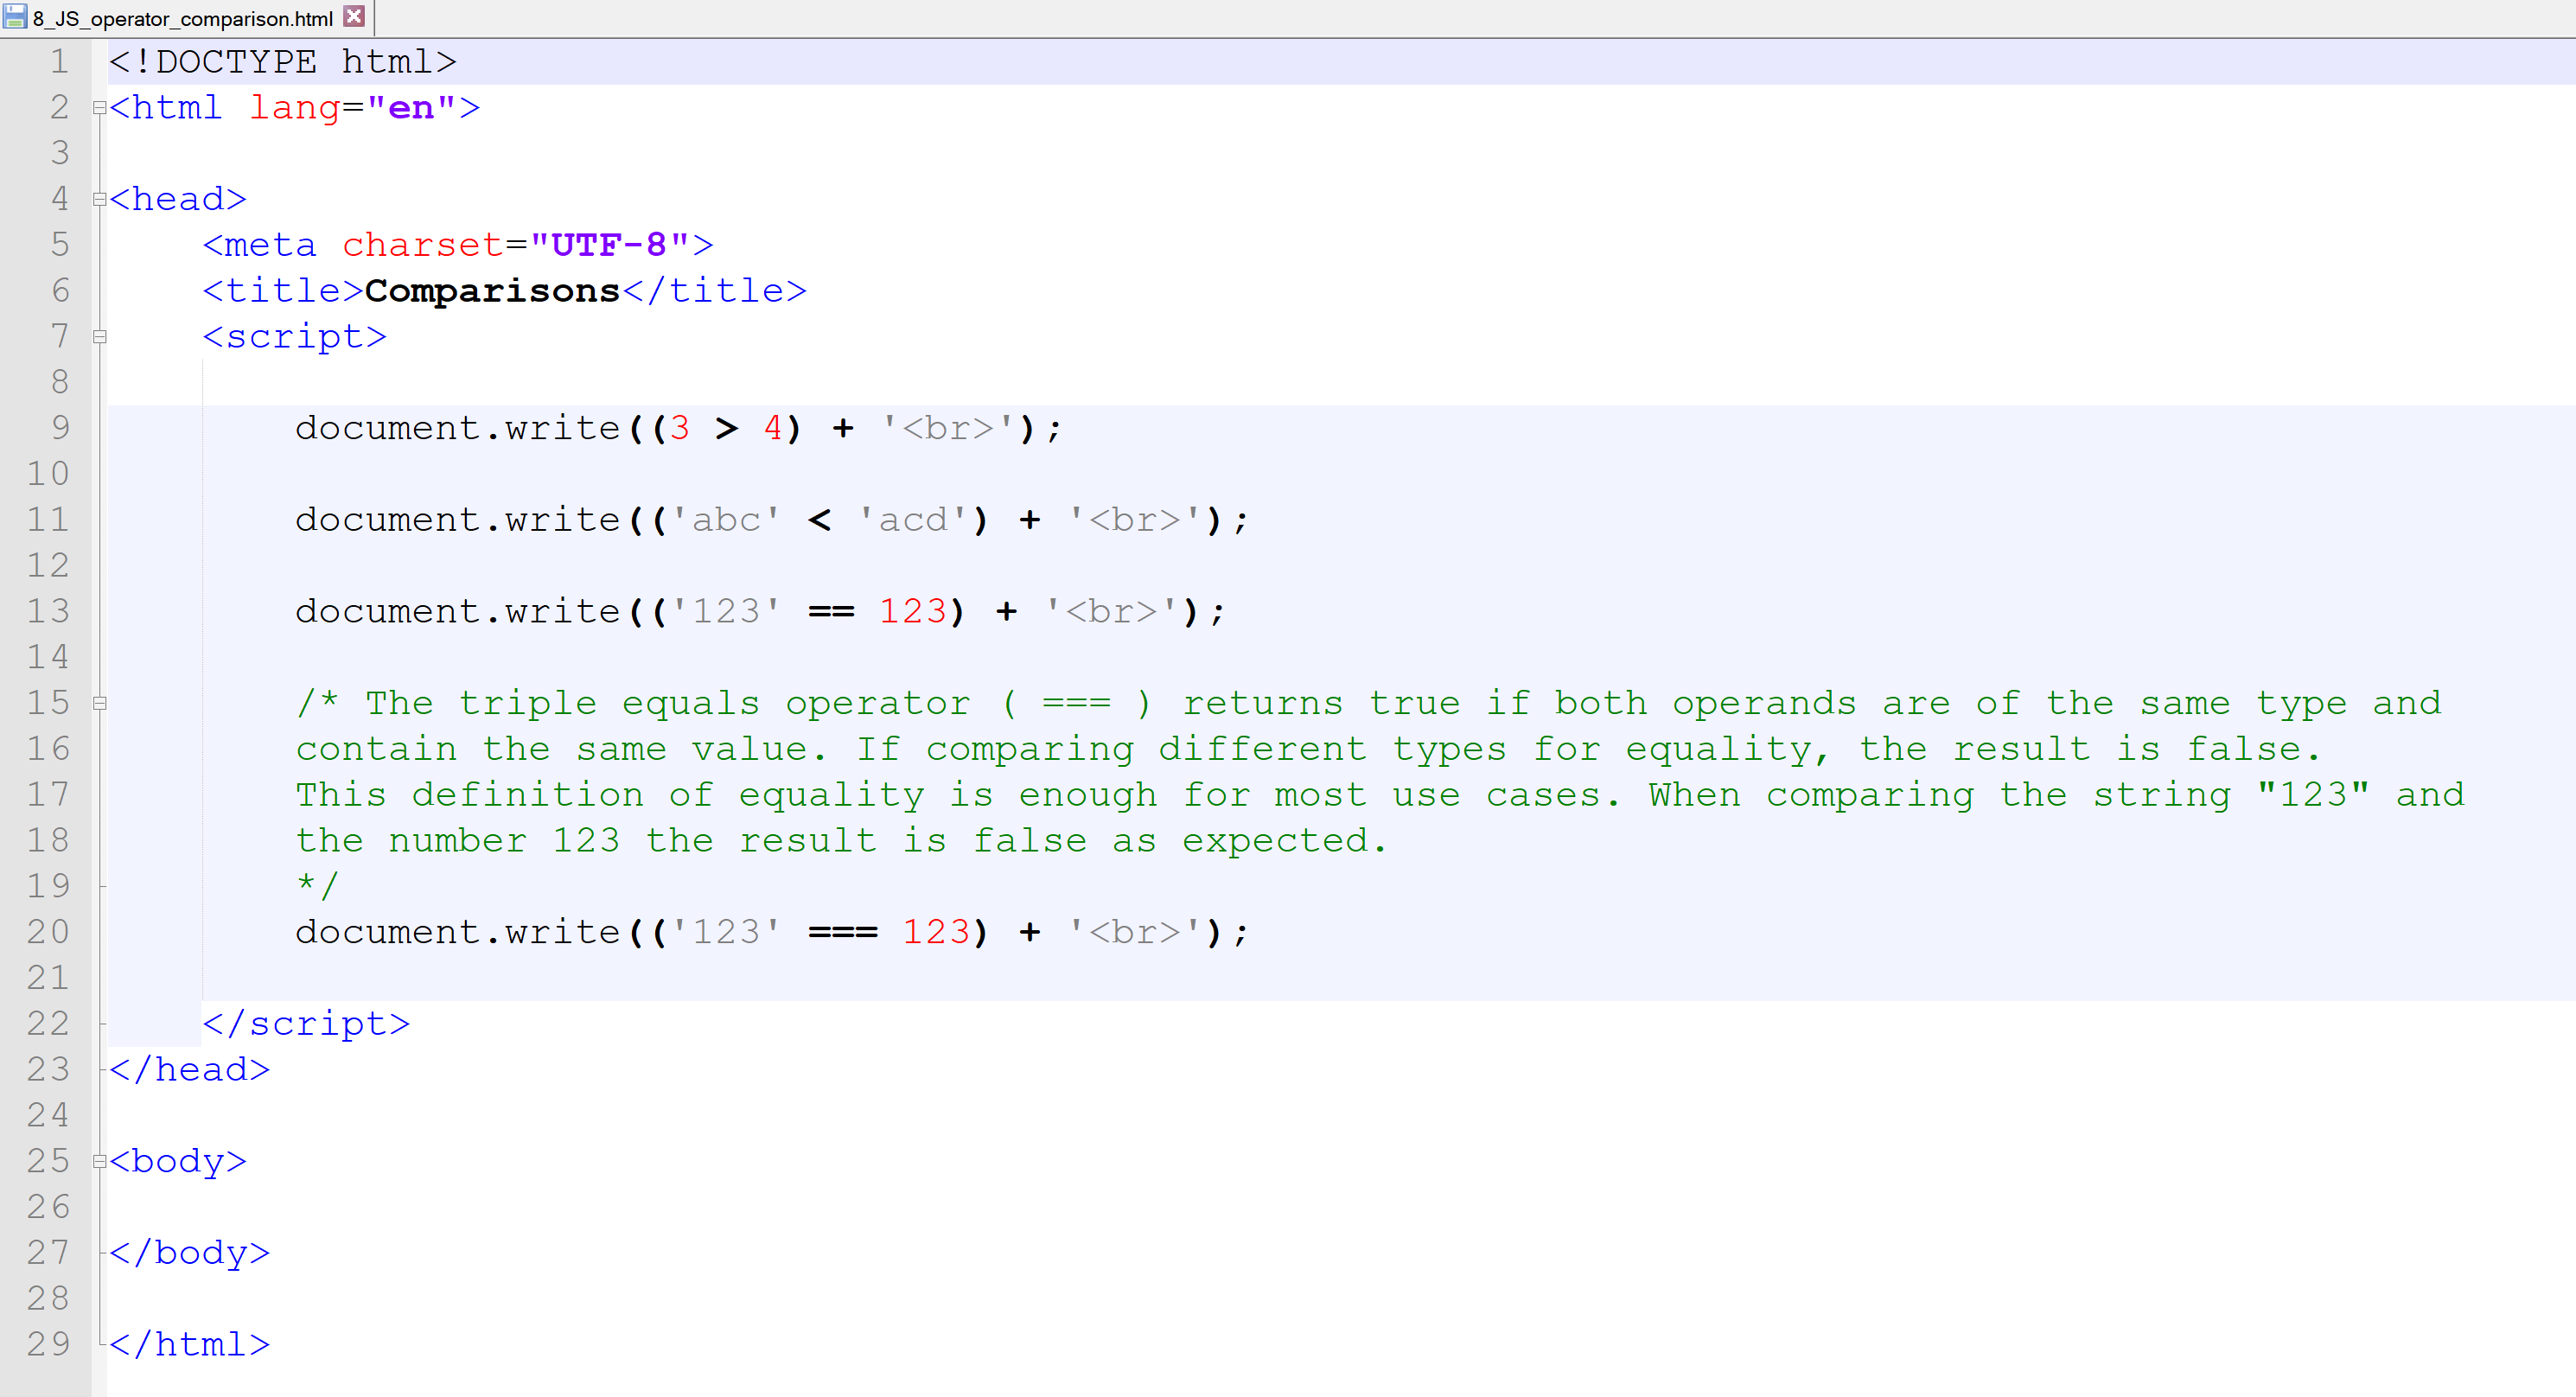 8_JS_operator_comparison.html
1 <!DOCTYPE html>
2 <html lang="en">
3
4 <head>
5     <meta charset="UTF-8">
6     <title>Comparisons</title>
7     <script>
8
9         document.write((3 > 4) + '<br>');
10
11         document.write(('abc' < 'acd') + '<br>');
12
13         document.write(('123' == 123) + '<br>');
14
15         /* The triple equals operator ( === ) returns true if both operands are of the same type and
16         contain the same value. If comparing different types for equality, the result is false.
17         This definition of equality is enough for most use cases. When comparing the string "123" and
18         the number 123 the result is false as expected.
19         */
20         document.write(('123' === 123) + '<br>');
21
22     </script>
23 </head>
24
25 <body>
26
27 </body>
28
29 </html>